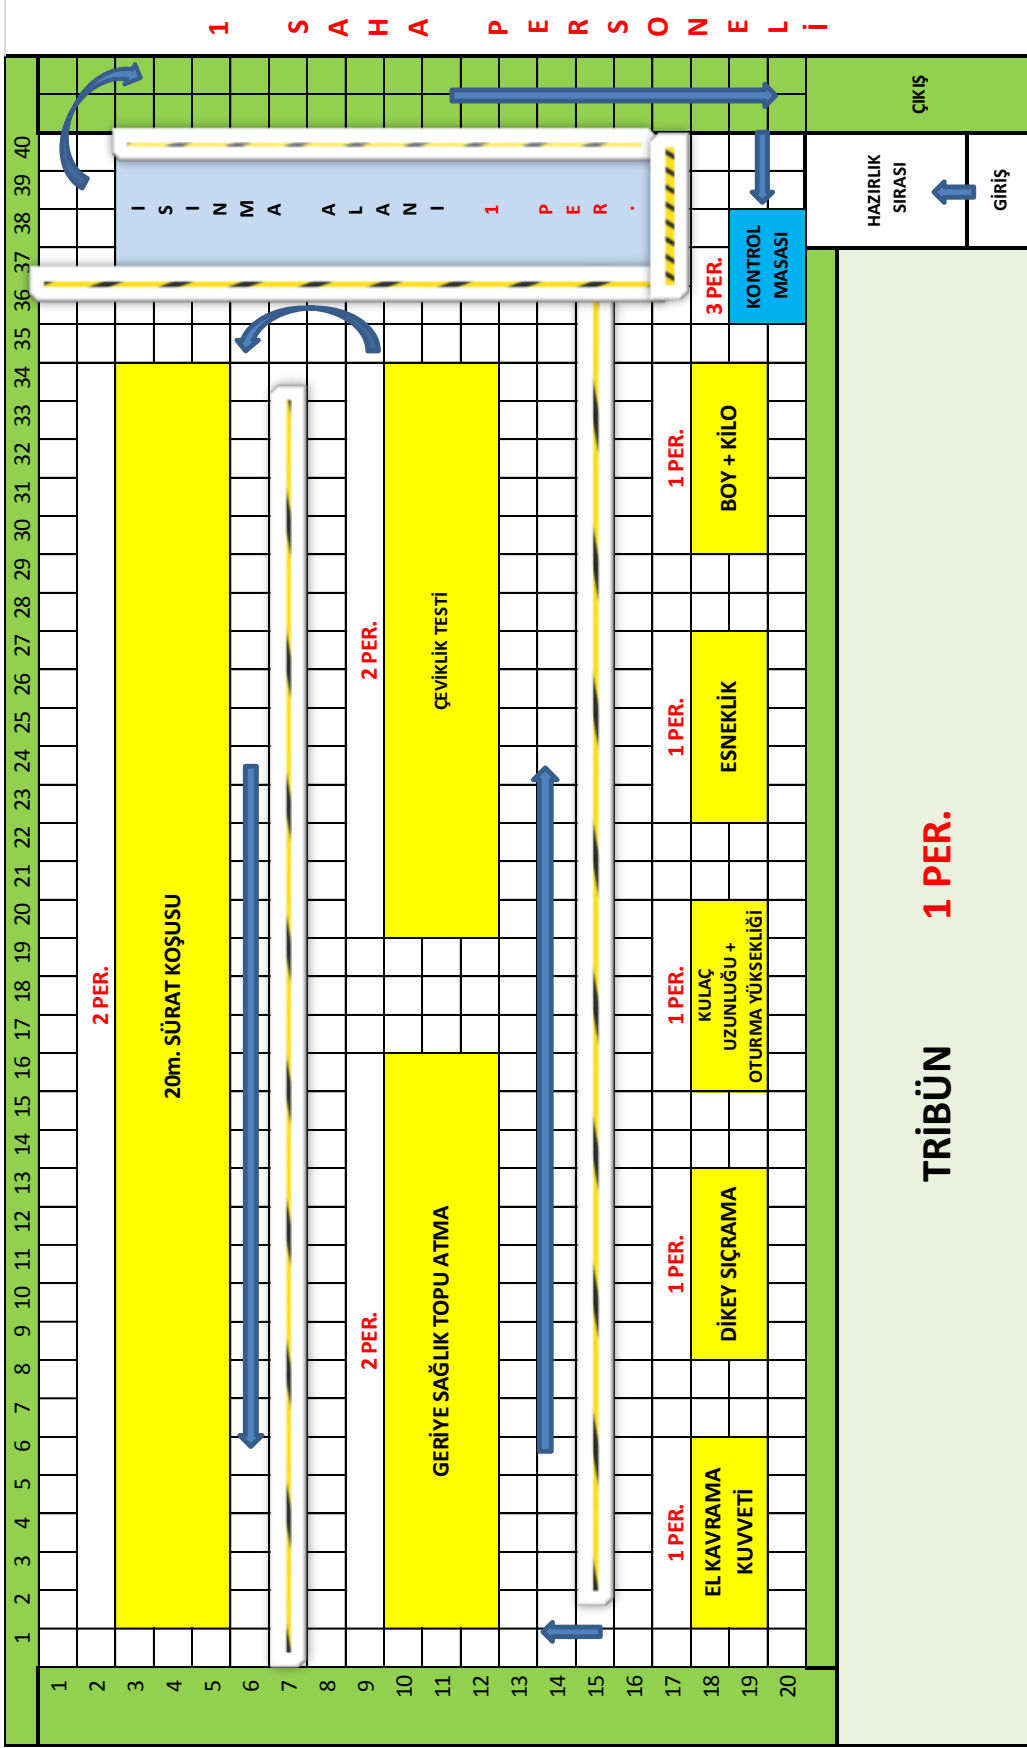 1 SAHA PERSONELİ
1 2 3 4 5 6 7 8 9 10 11 12 13 14 15 16 17 18 19 20 21 22 23 24 25 26 27 28 29 30 31 32 33 34 35 36 37 38 39 40
1
2
3
4
5
6
7
8
9
10
11
12
13
14
15
16
17
18
19
20
2 PER.
20m. SÜRAT KOŞUSU
ISINMA ALANI 1 PER.
2 PER.
GERİYE SAĞLIK TOPU ATMA
2 PER.
ÇEVİKLİK TESTİ
1 PER.
EL KAVRAMA
KUVVETİ
1 PER.
DİKEY SIÇRAMA
1 PER.
KULAÇ
UZUNLUĞU +
OTURMA YÜKSEKLİĞİ
1 PER.
ESNEKLİK
1 PER.
BOY + KİLO
3 PER.
KONTROL
MASASI
HAZIRLIK
SIRASI
GİRİŞ
ÇIKIŞ
TRİBÜN 1 PER.